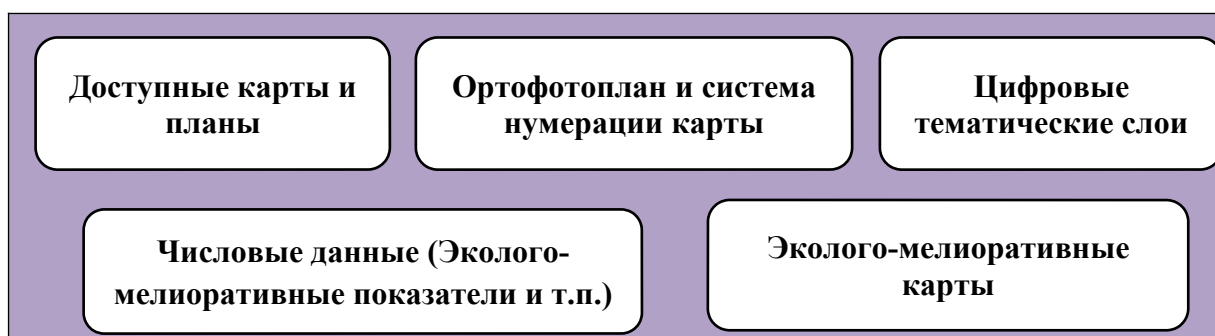 Доступные карты и
планы
Ортофотоплан и система
нумерации карты
Цифровые
тематические слои
Числовые данные (Эколого-
мелиоративные показатели и т.п.)
Эколого-мелиоративные
карты